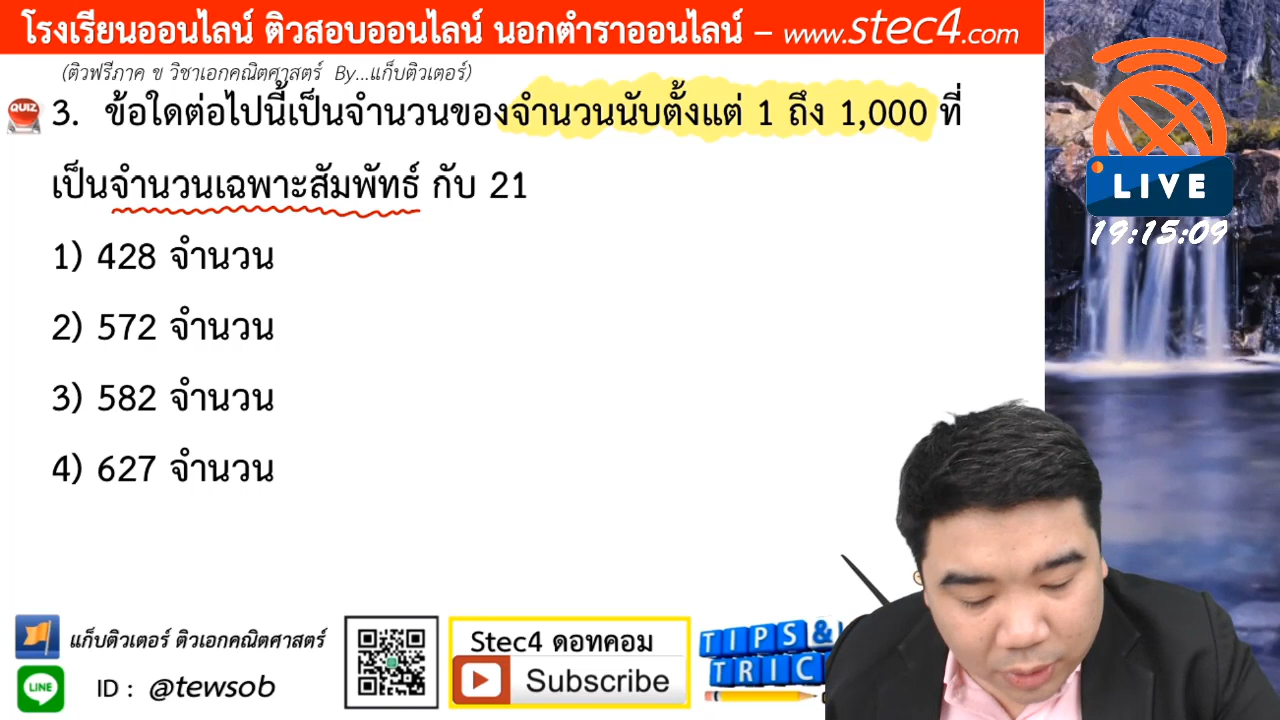 โรงเรียนออนไลน์ ติวสอบออนไลน์ นอกตำราออนไลน์ – www.stec4.com
(ติวฟรีภาค ข วิชาเอกคณิตศาสตร์ By...แก็บติวเตอร์)
QUIZ
3. ข้อใดต่อไปนี้เป็นจำนวนของจำนวนนับตั้งแต่ 1 ถึง 1,000 ที่
เป็นจำนวนเฉพาะสัมพัทธ์ กับ 21
1) 428 จำนวน
2) 572 จำนวน
3) 582 จำนวน
4) 627 จำนวน
LIVE
19:15:09
แก็บติวเตอร์ ติวเอกคณิตศาสตร์
LINE
ID : @tewsob
Stec4 ดอทคอม
Subscribe
TIPS &